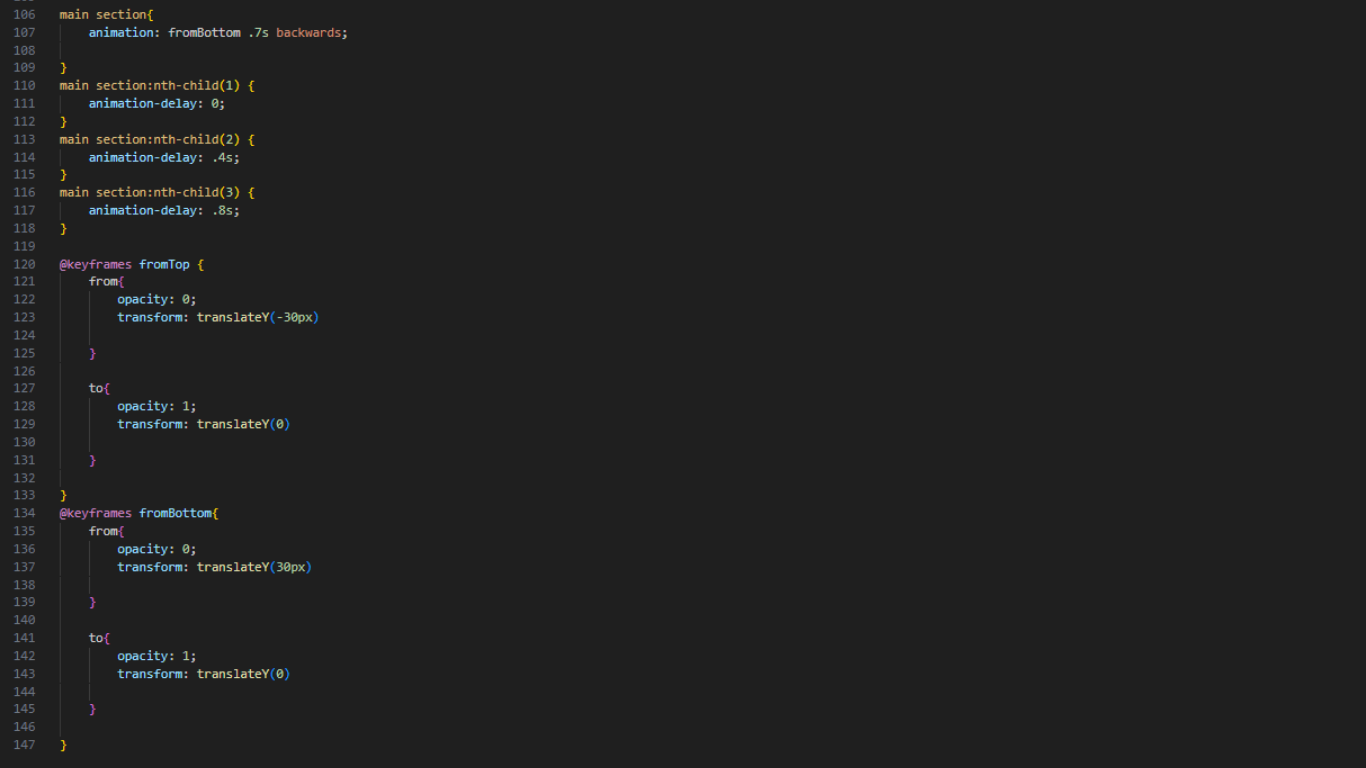 106 main section{
107 animation: fromBottom .7s backwards;
108
109 }
110 main section:nth-child(1) {
111 animation-delay: 0;
112 }
113 main section:nth-child(2) {
114 animation-delay: .4s;
115 }
116 main section:nth-child(3) {
117 animation-delay: .8s;
118 }
119
120 @keyframes fromTop {
121 from{
122 opacity: 0;
123 transform: translateY(-30px)
124
125 }
126
127 to{
128 opacity: 1;
129 transform: translateY(0)
130
131 }
132
133 }
134 @keyframes fromBottom{
135 from{
136 opacity: 0;
137 transform: translateY(30px)
138
139 }
140
141 to{
142 opacity: 1;
143 transform: translateY(0)
144
145 }
146
147 }